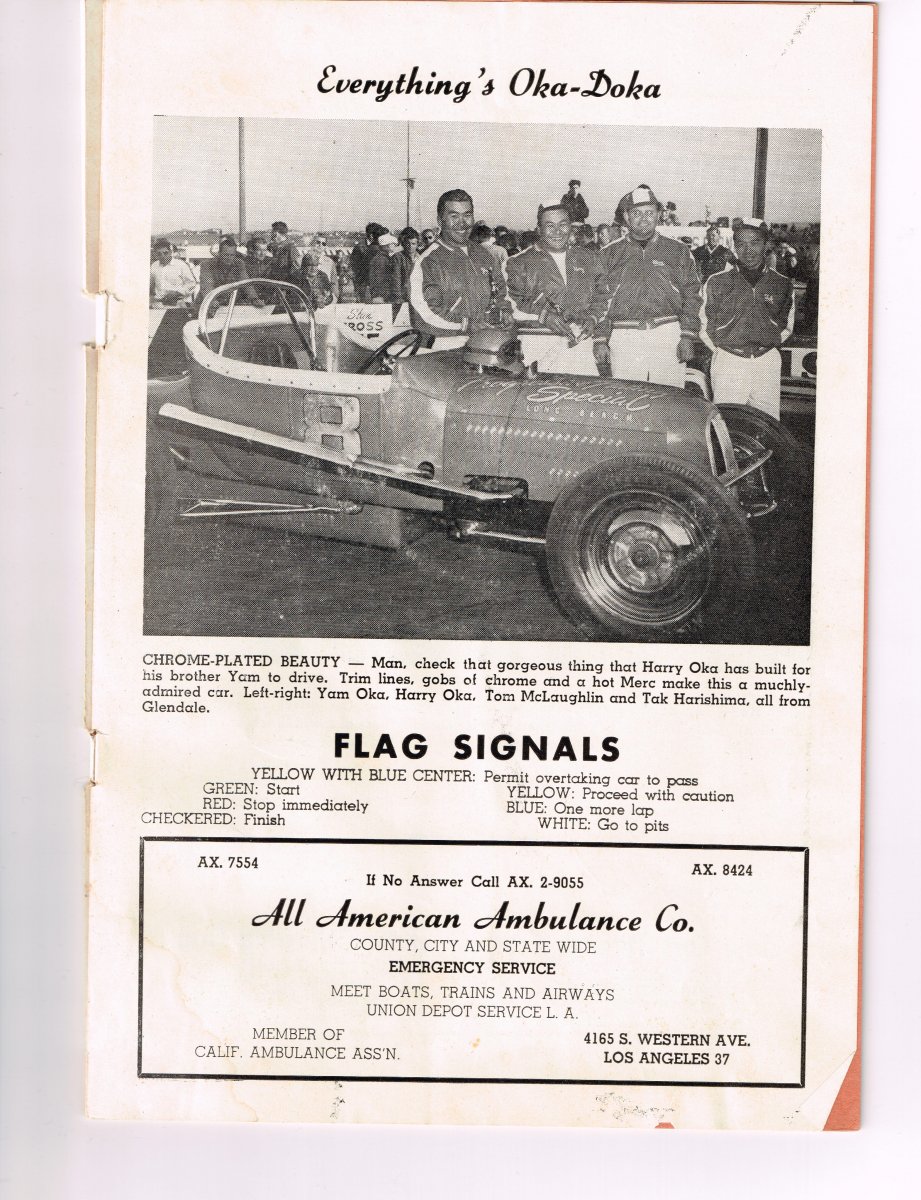 Everything's Oka-Doka
Stan
CROSS
8
Special
LONG BEACH
CHROME-PLATED BEAUTY — Man, check that gorgeous thing that Harry Oka has built for
his brother Yam to drive. Trim lines, gobs of chrome and a hot Merc make this a muchly-
admired car. Left-right: Yam Oka, Harry Oka, Tom McLaughlin and Tak Harishima, all from
Glendale.
FLAG SIGNALS
YELLOW WITH BLUE CENTER: Permit overtaking car to pass
GREEN: Start YELLOW: Proceed with caution
RED: Stop immediately BLUE: One more lap
CHECKERED: Finish WHITE: Go to pits
AX. 7554 AX. 8424
If No Answer Call AX. 2-9055
All American Ambulance Co.
COUNTY, CITY AND STATE WIDE
EMERGENCY SERVICE
MEET BOATS, TRAINS AND AIRWAYS
UNION DEPOT SERVICE L. A.
MEMBER OF 4165 S. WESTERN AVE.
CALIF. AMBULANCE ASS'N. LOS ANGELES 37